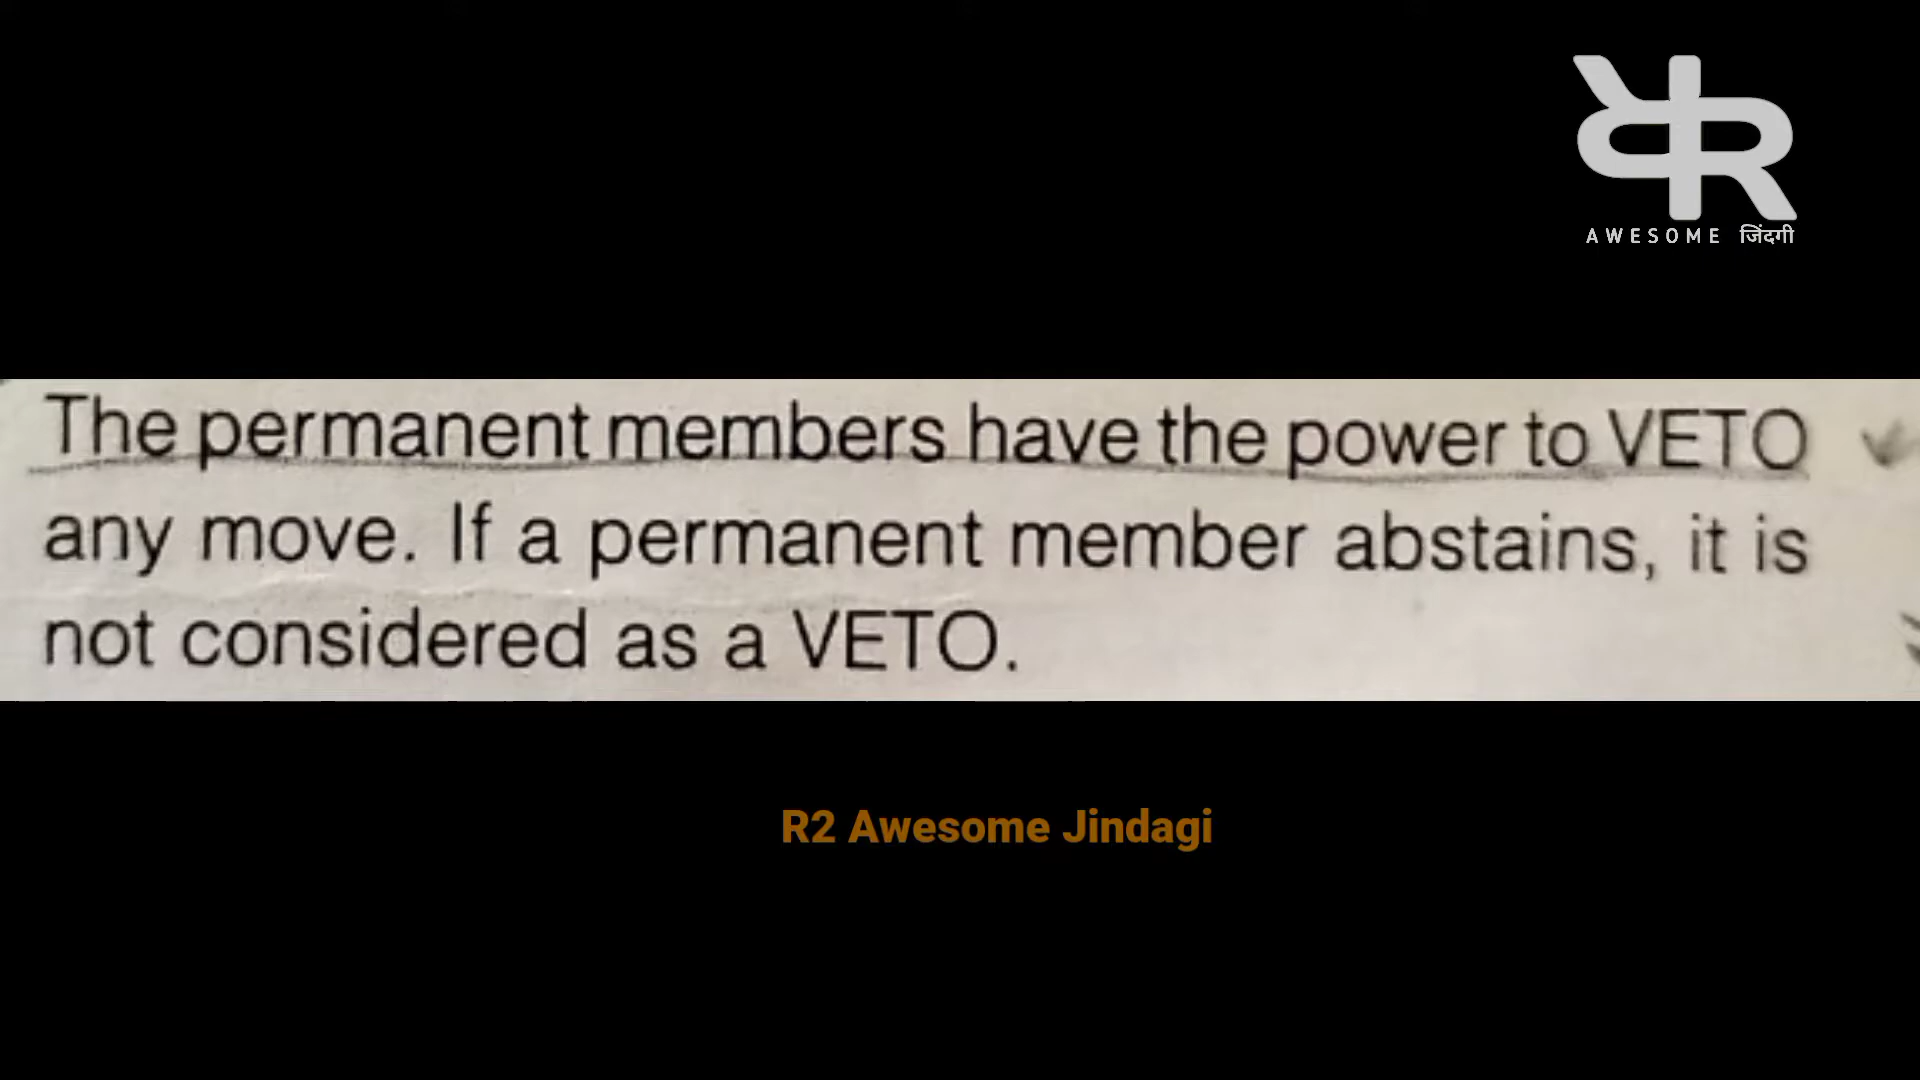 RR
AWESOME जिंदगी
The permanent members have the power to VETO
any move. If a permanent member abstains, it is
not considered as a VETO.
R2 Awesome Jindagi